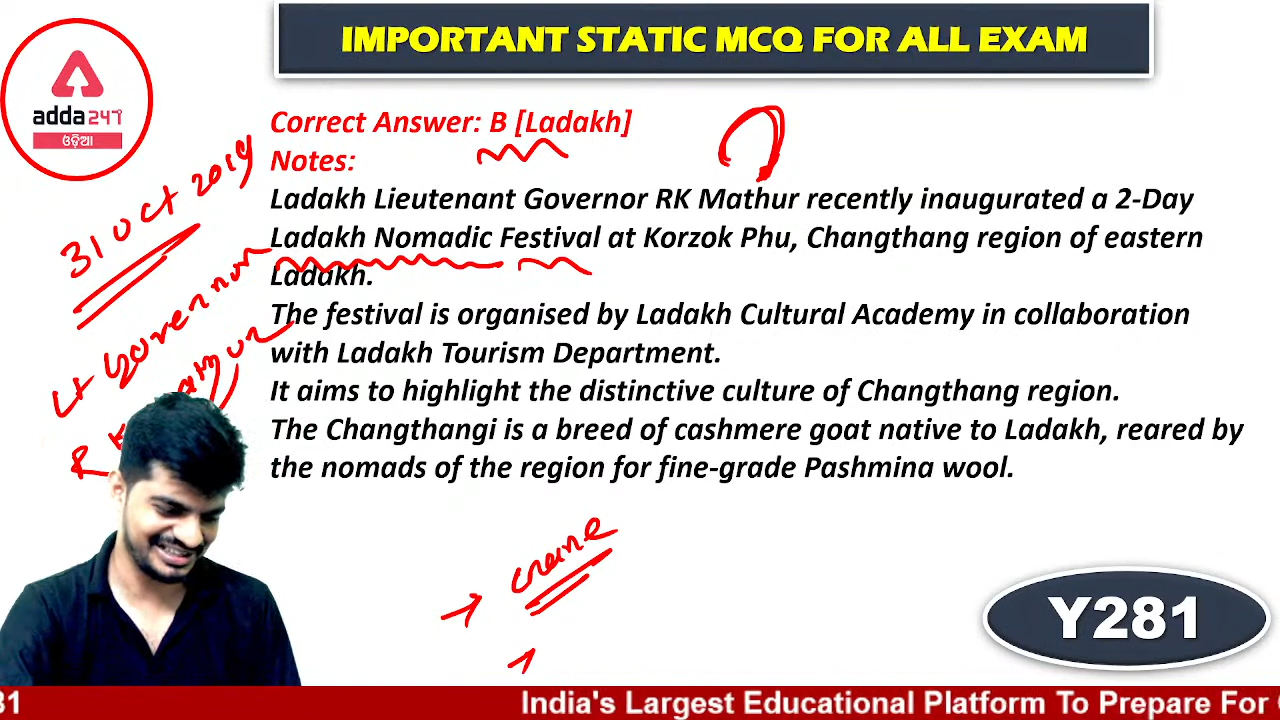 IMPORTANT STATIC MCQ FOR ALL EXAM
adda247
ଓଡ଼ିଆ
Correct Answer: B [Ladakh]
Notes:
Ladakh Lieutenant Governor RK Mathur recently inaugurated a 2-Day
Ladakh Nomadic Festival at Korzok Phu, Changthang region of eastern
Ladakh.
The festival is organised by Ladakh Cultural Academy in collaboration
with Ladakh Tourism Department.
It aims to highlight the distinctive culture of Changthang region.
The Changthangi is a breed of cashmere goat native to Ladakh, reared by
the nomads of the region for fine-grade Pashmina wool.
31 Oct 2019
Lt Governor
R K
crane
Y281
31
India's Largest Educational Platform To Prepare For